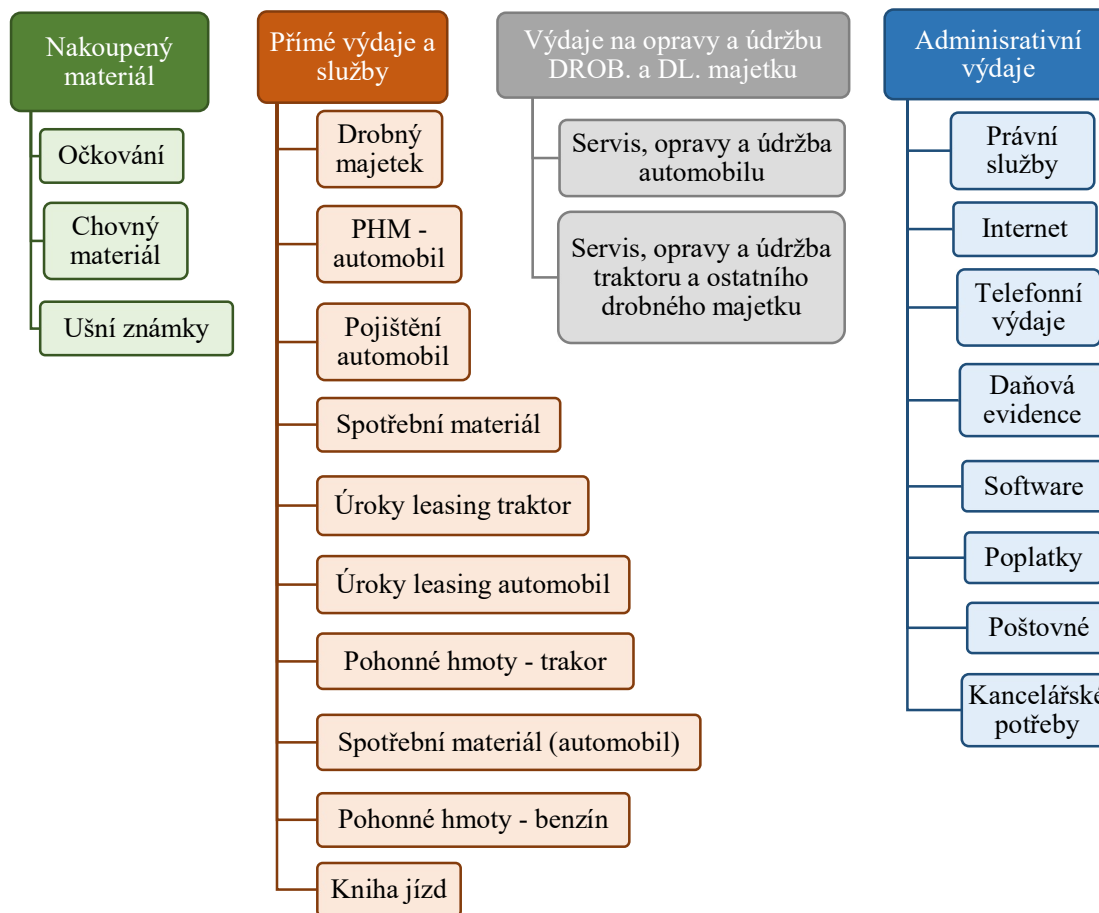 Nakoupený
materiál
Očkování
Chovný
materiál
Ušní známky
Přímé výdaje a
služby
Drobný
majetek
PHM -
automobil
Pojištění
automobil
Spotřební materiál
Úroky leasing traktor
Úroky leasing automobil
Pohonné hmoty - trakor
Spotřební materiál (automobil)
Pohonné hmoty - benzín
Kniha jízd
Výdaje na opravy a údržbu
DROB. a DL. majetku
Servis, opravy a údržba
automobilu
Servis, opravy a údržba
traktoru a ostatního
drobného majetku
Adminisrativní
výdaje
Právní
služby
Internet
Telefonní
výdaje
Daňová
evidence
Software
Poplatky
Poštovné
Kancelářské
potřeby